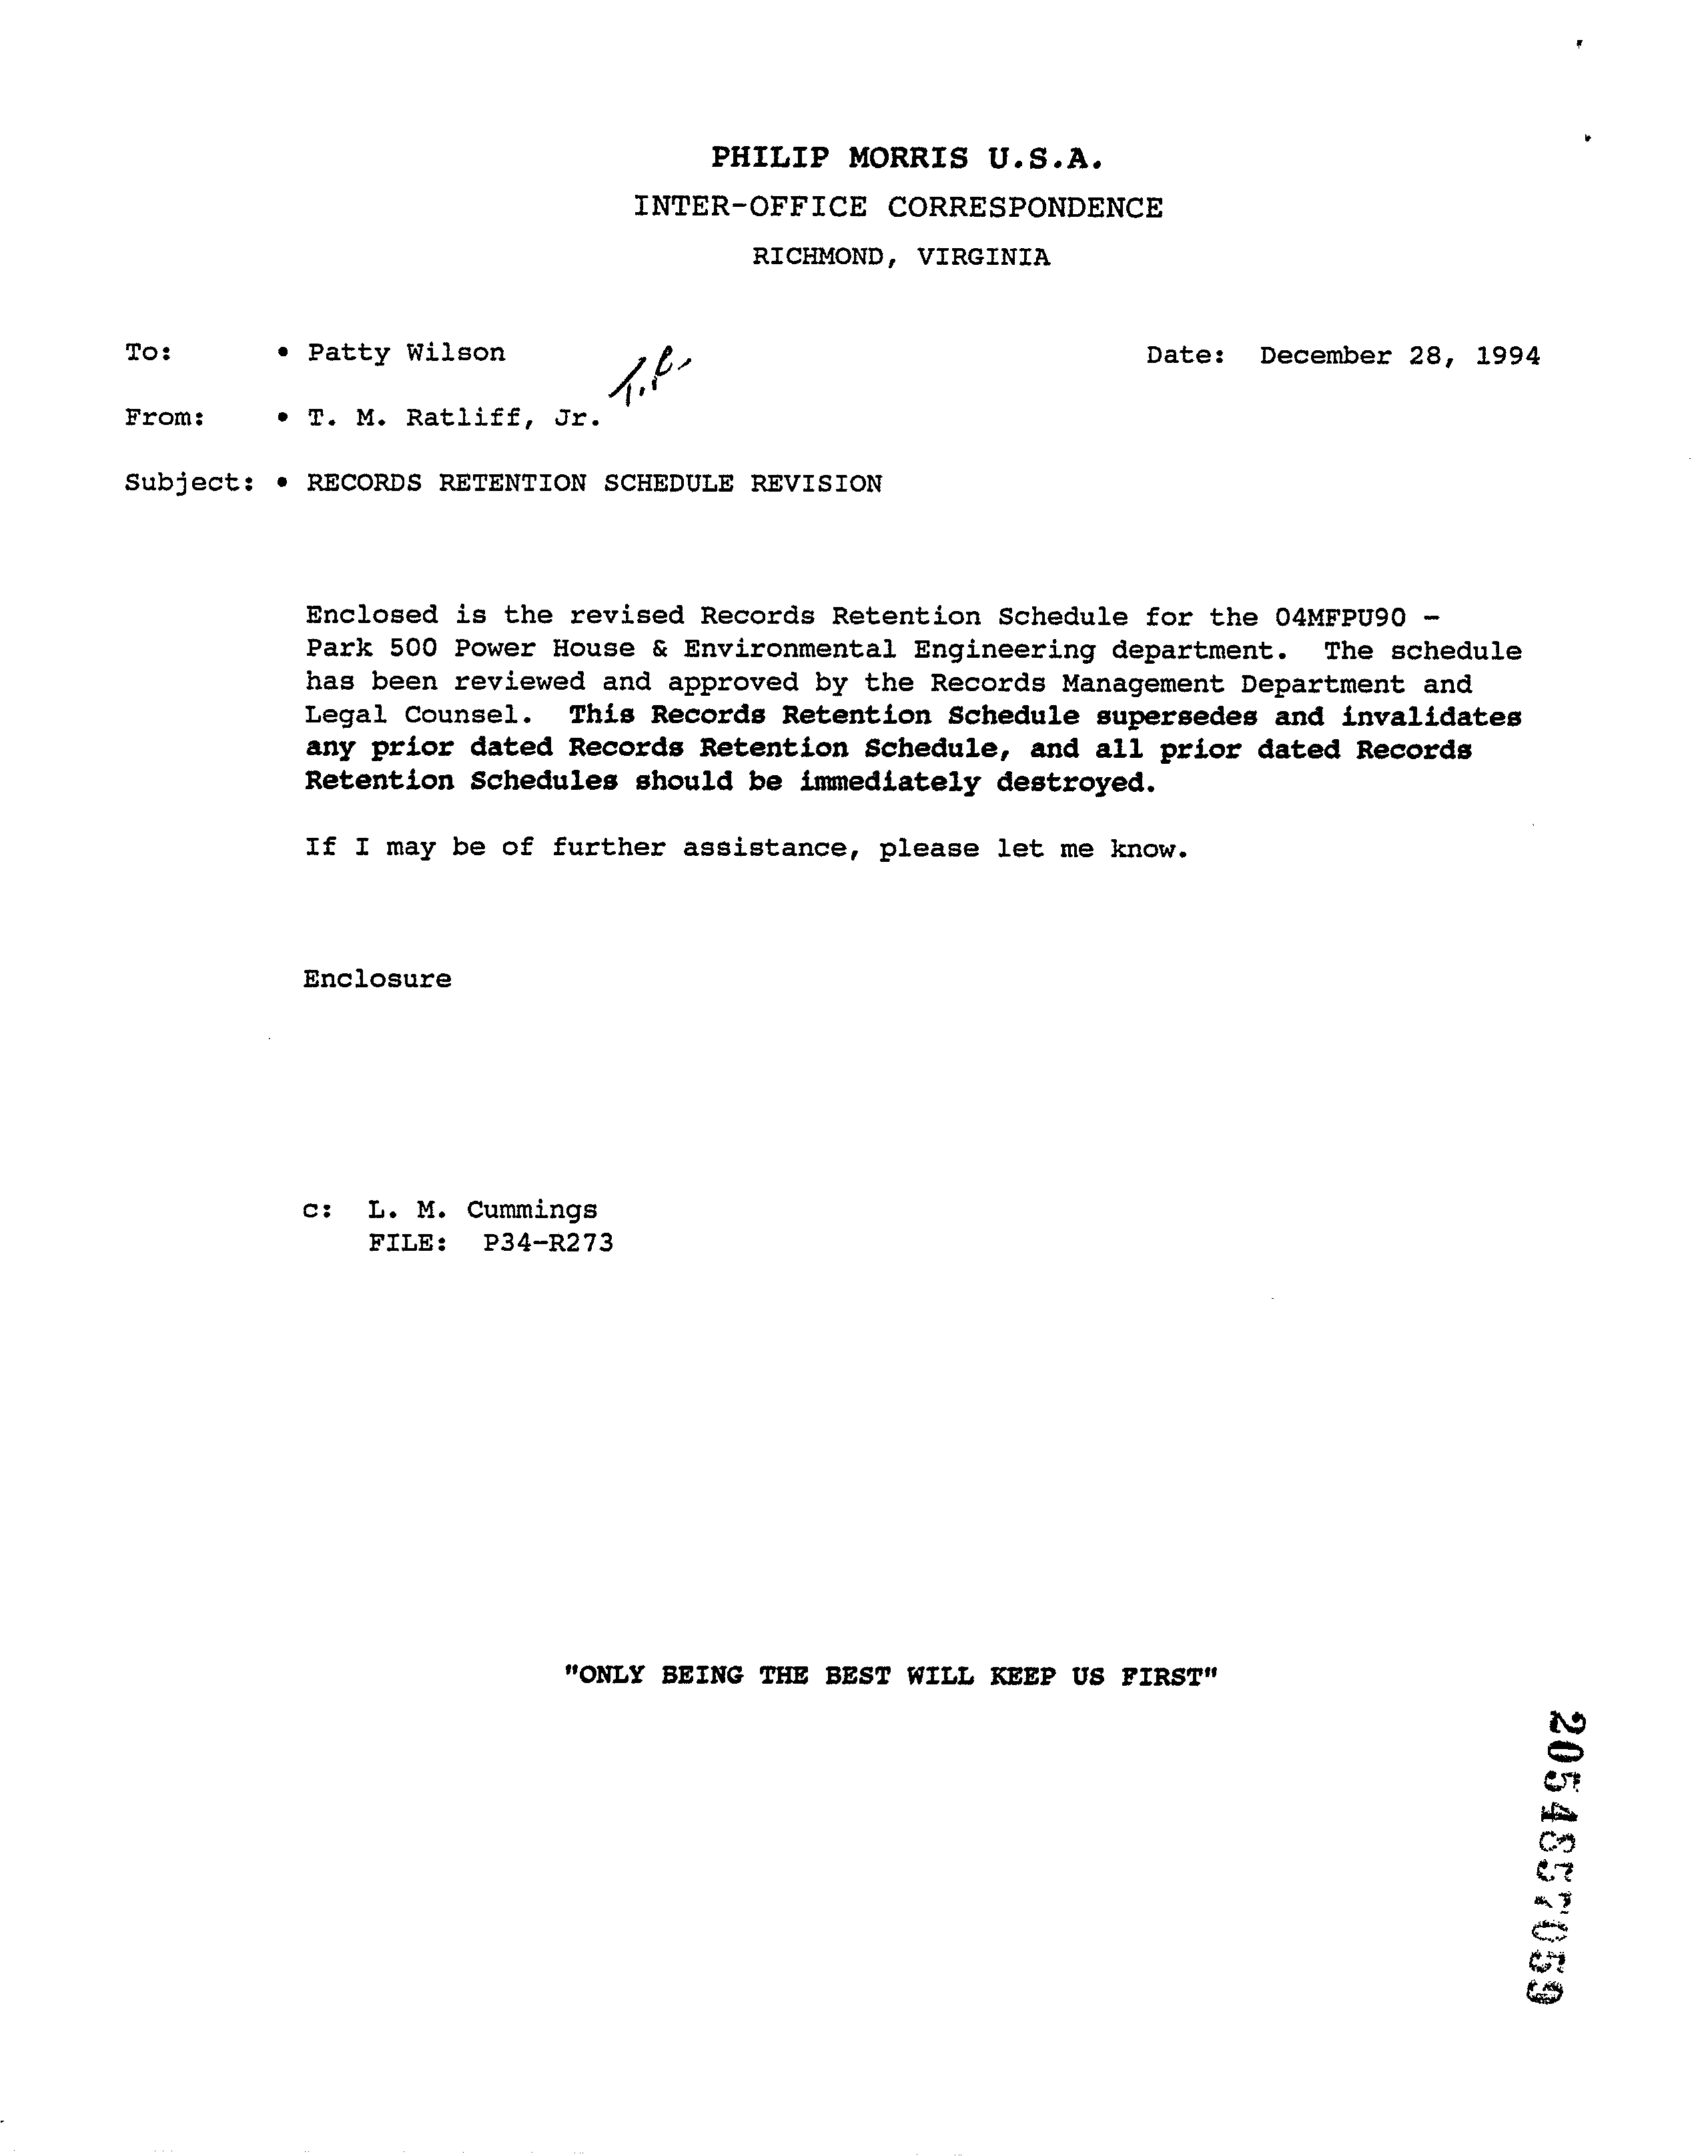 PHILIP MORRIS U.S.A.
INTER-OFFICE CORRESPONDENCE
RICHMOND, VIRGINIA
To: • Patty Wilson Date: December 28, 1994
From: • T. M. Ratliff, Jr.
Subject: • RECORDS RETENTION SCHEDULE REVISION
Enclosed is the revised Records Retention Schedule for the 04MFPU90 -
Park 500 Power House & Environmental Engineering department. The schedule
has been reviewed and approved by the Records Management Department and
Legal Counsel. This Records Retention Schedule supersedes and invalidates
any prior dated Records Retention Schedule, and all prior dated Records
Retention Schedules should be immediately destroyed.
If I may be of further assistance, please let me know.
Enclosure
c: L. M. Cummings
FILE: P34-R273
"ONLY BEING THE BEST WILL KEEP US FIRST"
2054857059